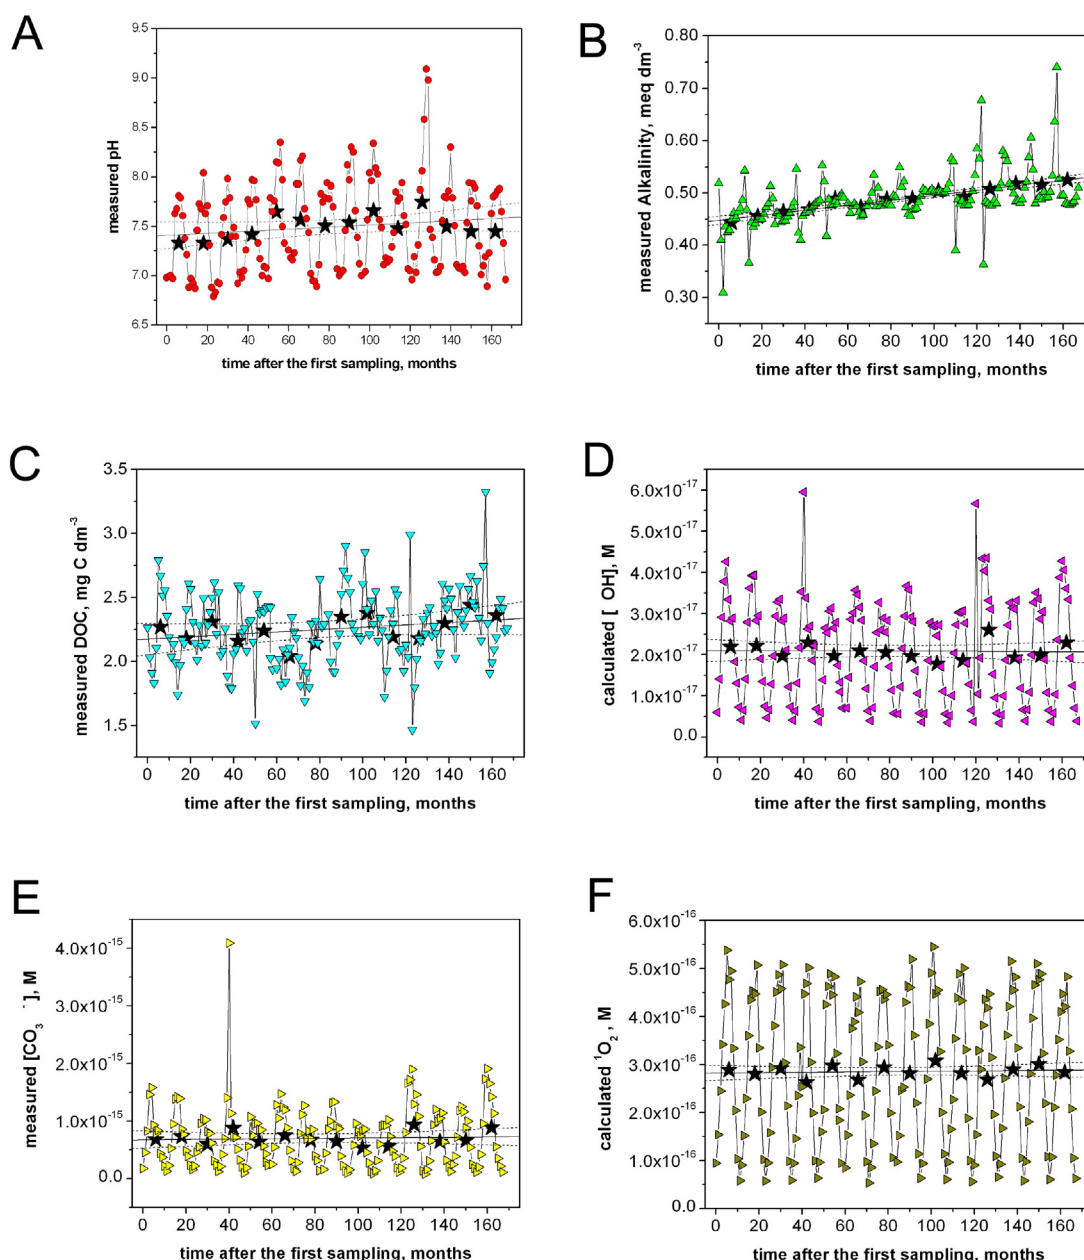 A
measured pH
9.5
9.0
8.5
8.0
7.5
7.0
6.5
0 20 40 60 80 100 120 140 160
time after the first sampling, months
B
measured Alkalinity, meq dm⁻³
0.80
0.70
0.60
0.50
0.40
0.30
0 20 40 60 80 100 120 140 160
time after the first sampling, months
C
measured DOC, mg C dm⁻³
3.5
3.0
2.5
2.0
1.5
0 20 40 60 80 100 120 140 160
time after the first sampling, months
D
calculated [ OH], M
6.0x10⁻¹⁷
5.0x10⁻¹⁷
4.0x10⁻¹⁷
3.0x10⁻¹⁷
2.0x10⁻¹⁷
1.0x10⁻¹⁷
0.0
0 20 40 60 80 100 120 140 160
time after the first sampling, months
E
measured [CO₃ ˙⁻], M
4.0x10⁻¹⁵
3.0x10⁻¹⁵
2.0x10⁻¹⁵
1.0x10⁻¹⁵
0.0
0 20 40 60 80 100 120 140 160
time after the first sampling, months
F
calculated ¹O₂ , M
6.0x10⁻¹⁶
5.0x10⁻¹⁶
4.0x10⁻¹⁶
3.0x10⁻¹⁶
2.0x10⁻¹⁶
1.0x10⁻¹⁶
0.0
0 20 40 60 80 100 120 140 160
time after the first sampling, months